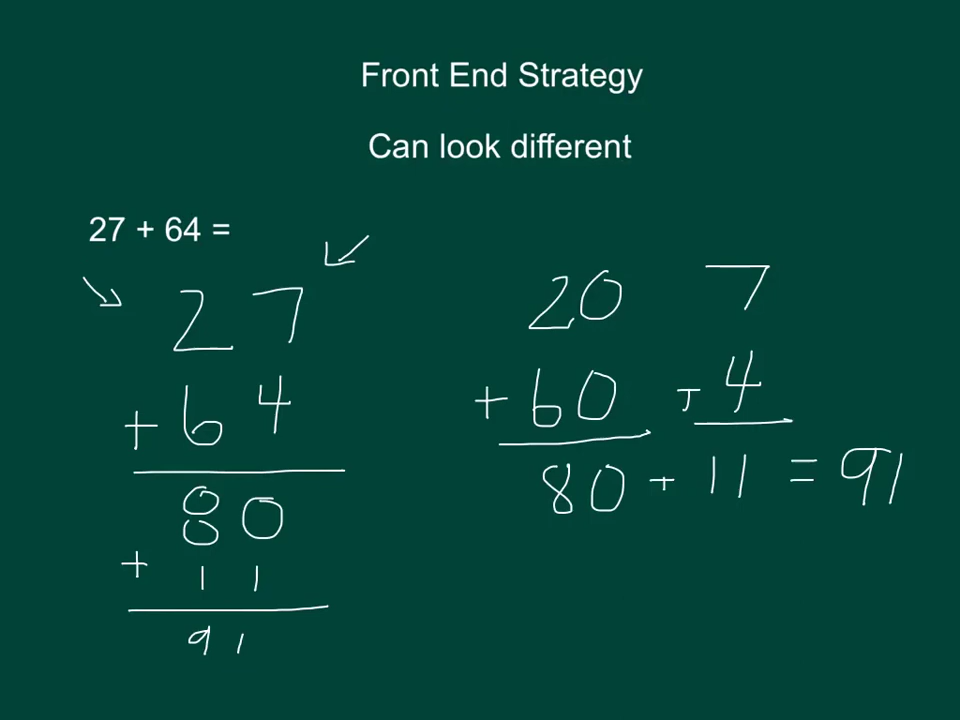 Front End Strategy
Can look different
27 + 64 =
27
+ 64
80
+ 11
91
20 7
+ 60 + 4
80 + 11 = 91